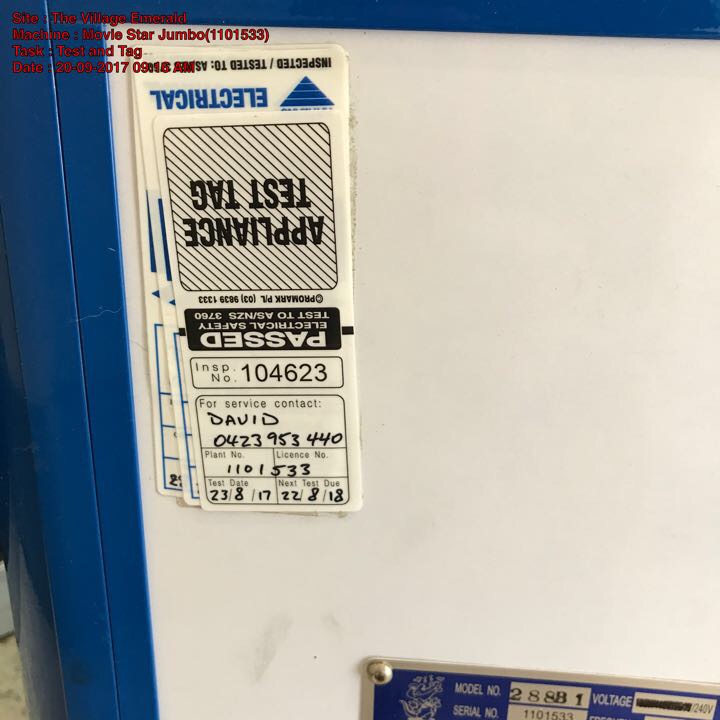 Site : The Village Emerald
Machine : Movie Star Jumbo(1101533)
Task : Test and Tag
Date : 20-09-2017 09:18 AM
INSPECTED / TESTED TO: AS/NZS
ELECTRICAL
APPLIANCE
TEST TAG
©PROMARK P/L (03) 9839 1333
PASSED
ELECTRICAL SAFETY
TEST TO AS/NZS 3760
Insp. No. 104623
For service contact:
DAVID
0423 953 440
Plant No. Licence No.
1101533
Test Date Next Test Due
23/8/17 22/8/18
MODEL NO. 288B1 VOLTAGE /240V
SERIAL NO. 1101533